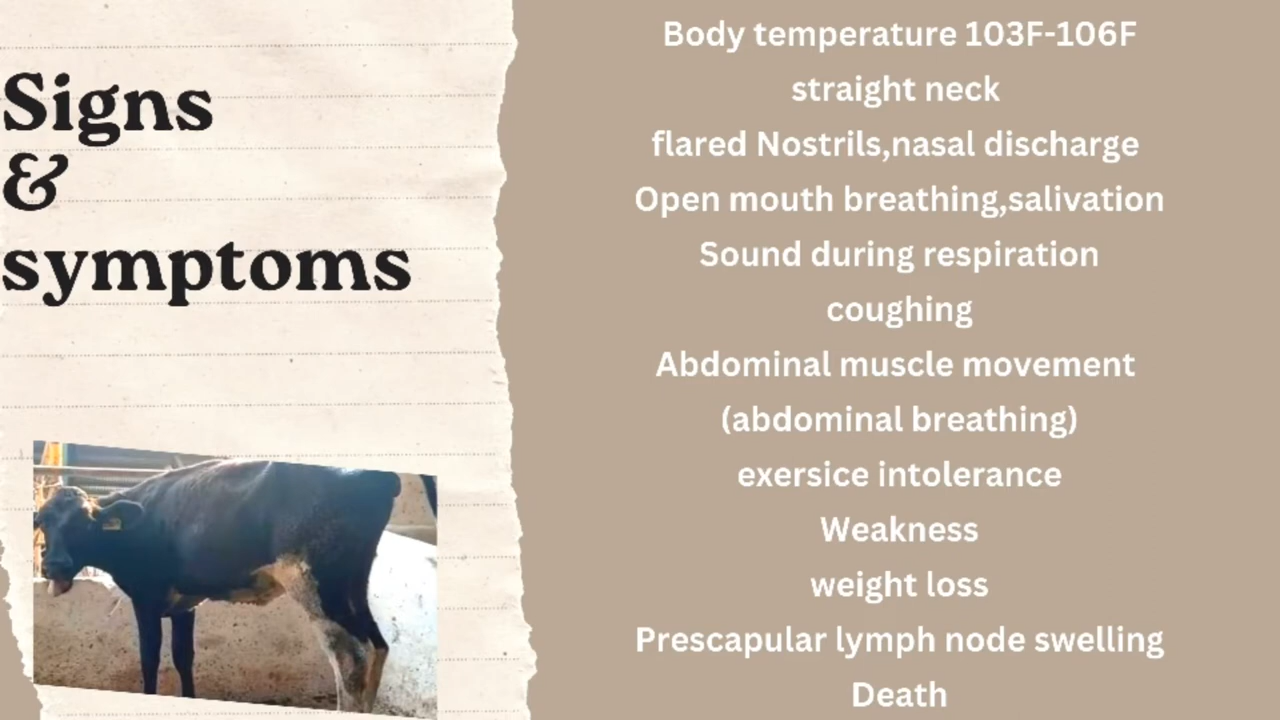 Signs
&
symptoms
Body temperature 103F-106F
straight neck
flared Nostrils,nasal discharge
Open mouth breathing,salivation
Sound during respiration
coughing
Abdominal muscle movement
(abdominal breathing)
exersice intolerance
Weakness
weight loss
Prescapular lymph node swelling
Death